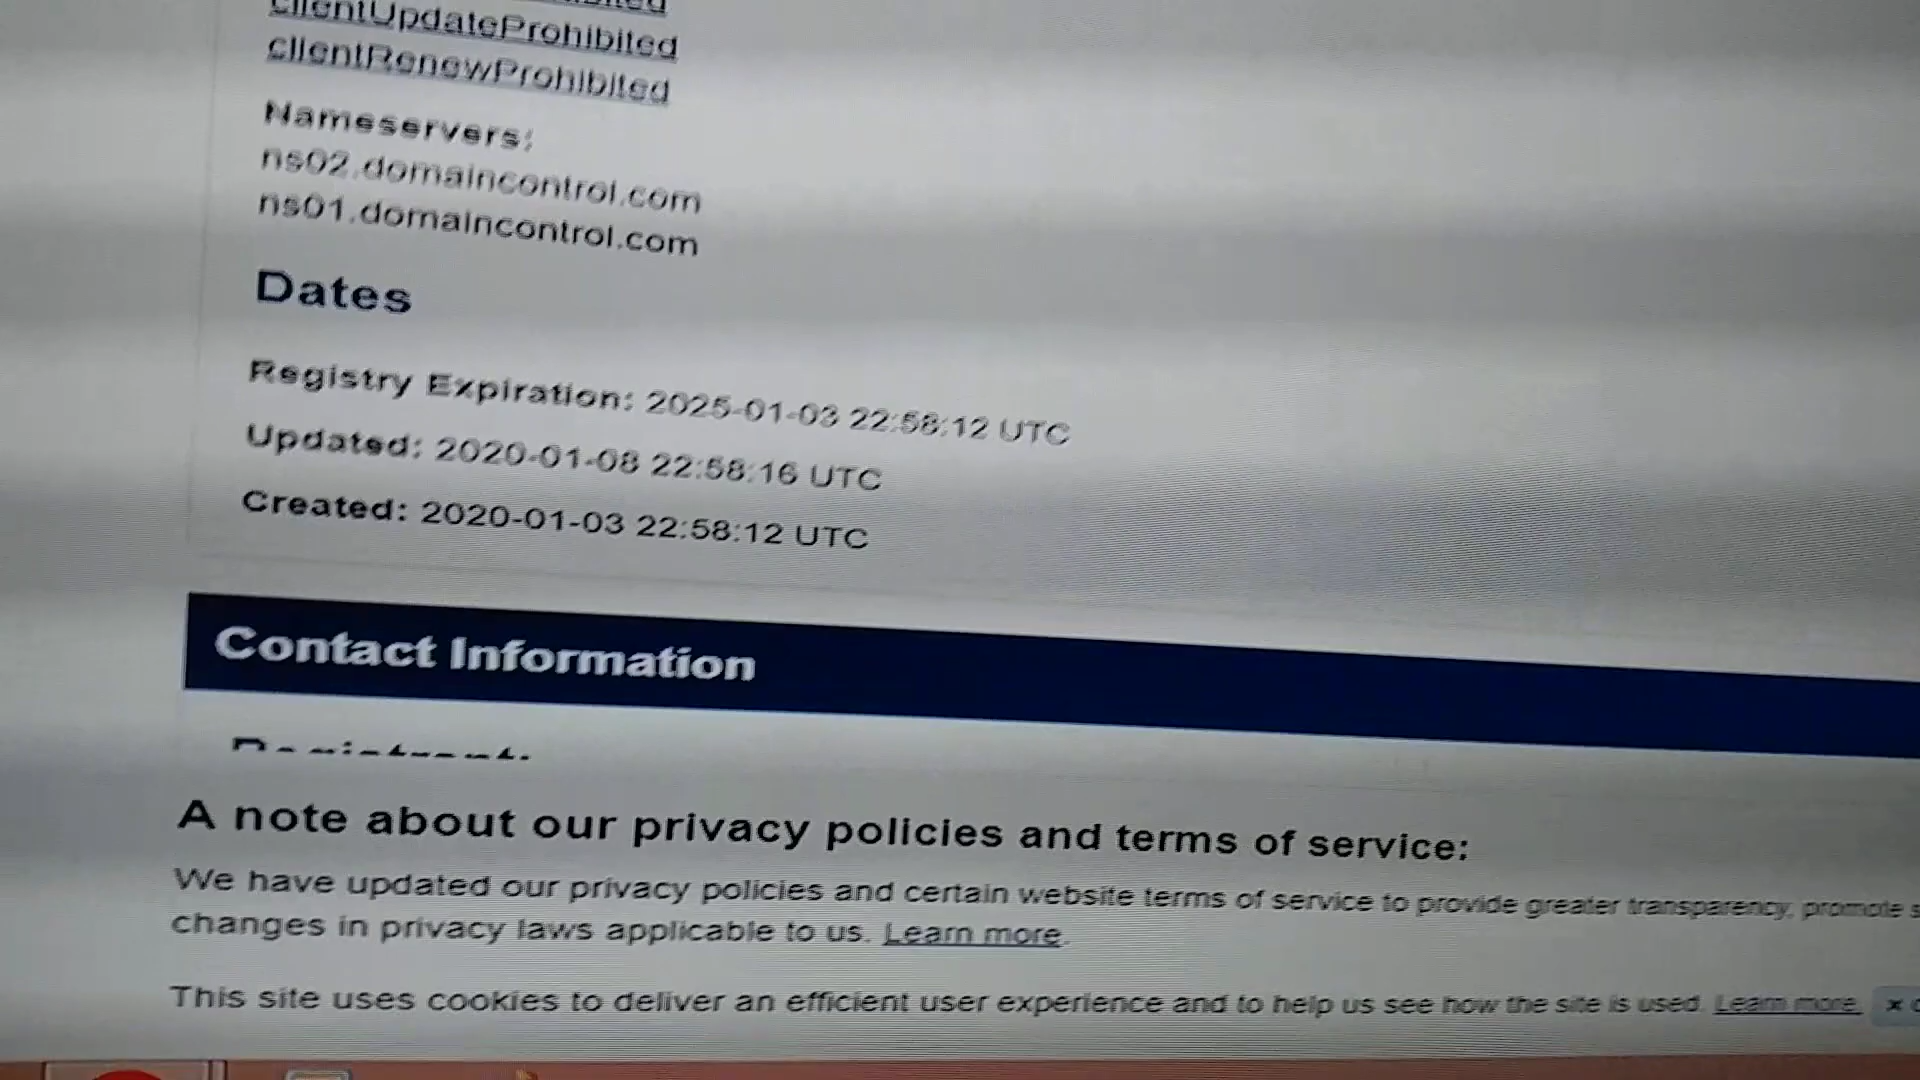 clientUpdateProhibited
clientRenewProhibited
Nameservers:
ns02.domaincontrol.com
ns01.domaincontrol.com
Dates
Registry Expiration: 2025-01-03 22:58:12 UTC
Updated: 2020-01-08 22:58:16 UTC
Created: 2020-01-03 22:58:12 UTC
Contact Information
A note about our privacy policies and terms of service:
We have updated our privacy policies and certain website terms of service to provide greater transparency, promote
changes in privacy laws applicable to us. Learn more.
This site uses cookies to deliver an efficient user experience and to help us see how the site is used. Learn more. x